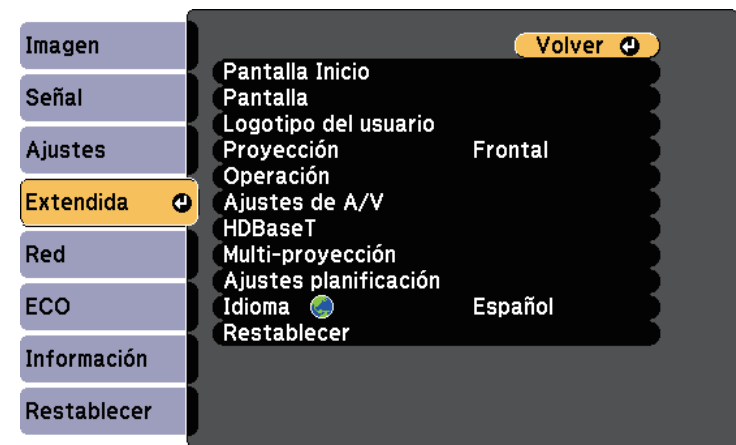 Imagen
Señal
Ajustes
Extendida
Red
ECO
Información
Restablecer
Volver
Pantalla Inicio
Pantalla
Logotipo del usuario
Proyección Frontal
Operación
Ajustes de A/V
HDBaseT
Multi-proyección
Ajustes planificación
Idioma Español
Restablecer